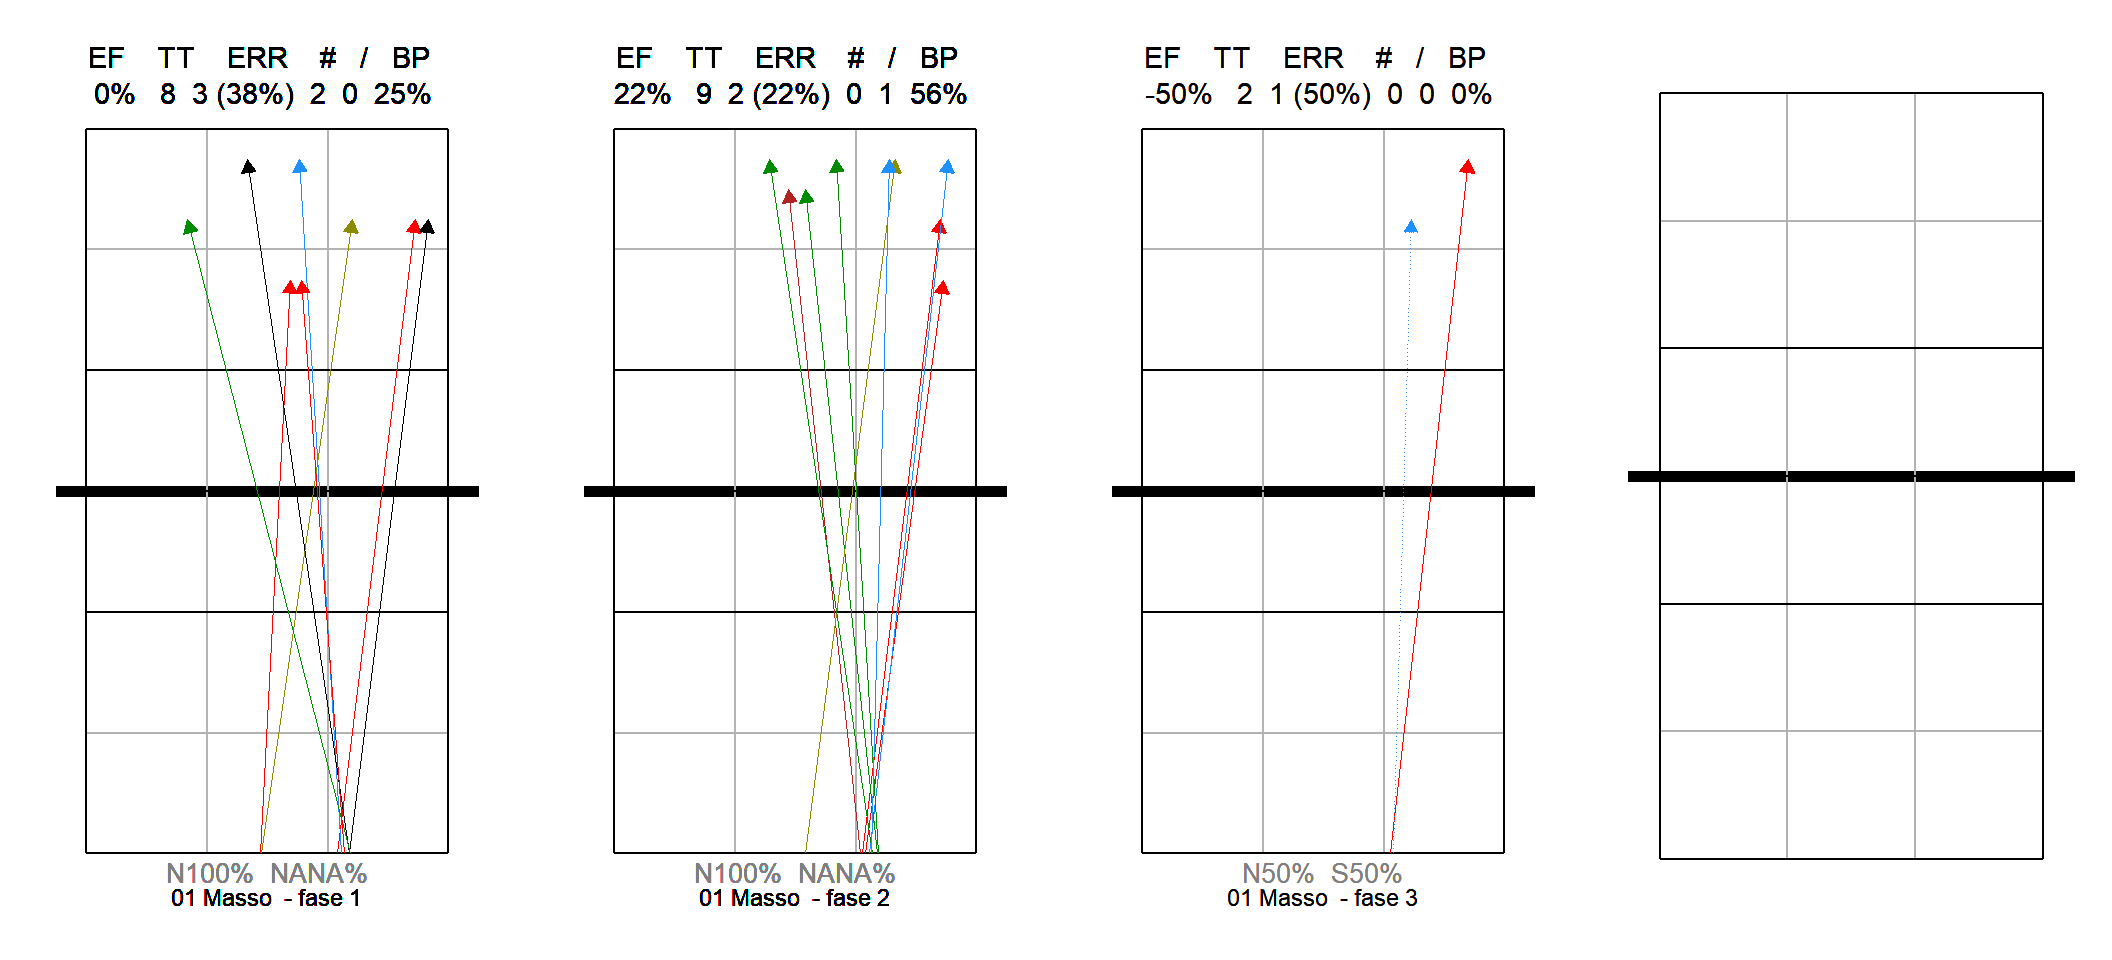 EF TT ERR # / BP
0% 8 3 (38%) 2 0 25%
N100% NANA%
01 Masso - fase 1
EF TT ERR # / BP
22% 9 2 (22%) 0 1 56%
N100% NANA%
01 Masso - fase 2
EF TT ERR # / BP
-50% 2 1 (50%) 0 0 0%
N50% S50%
01 Masso - fase 3